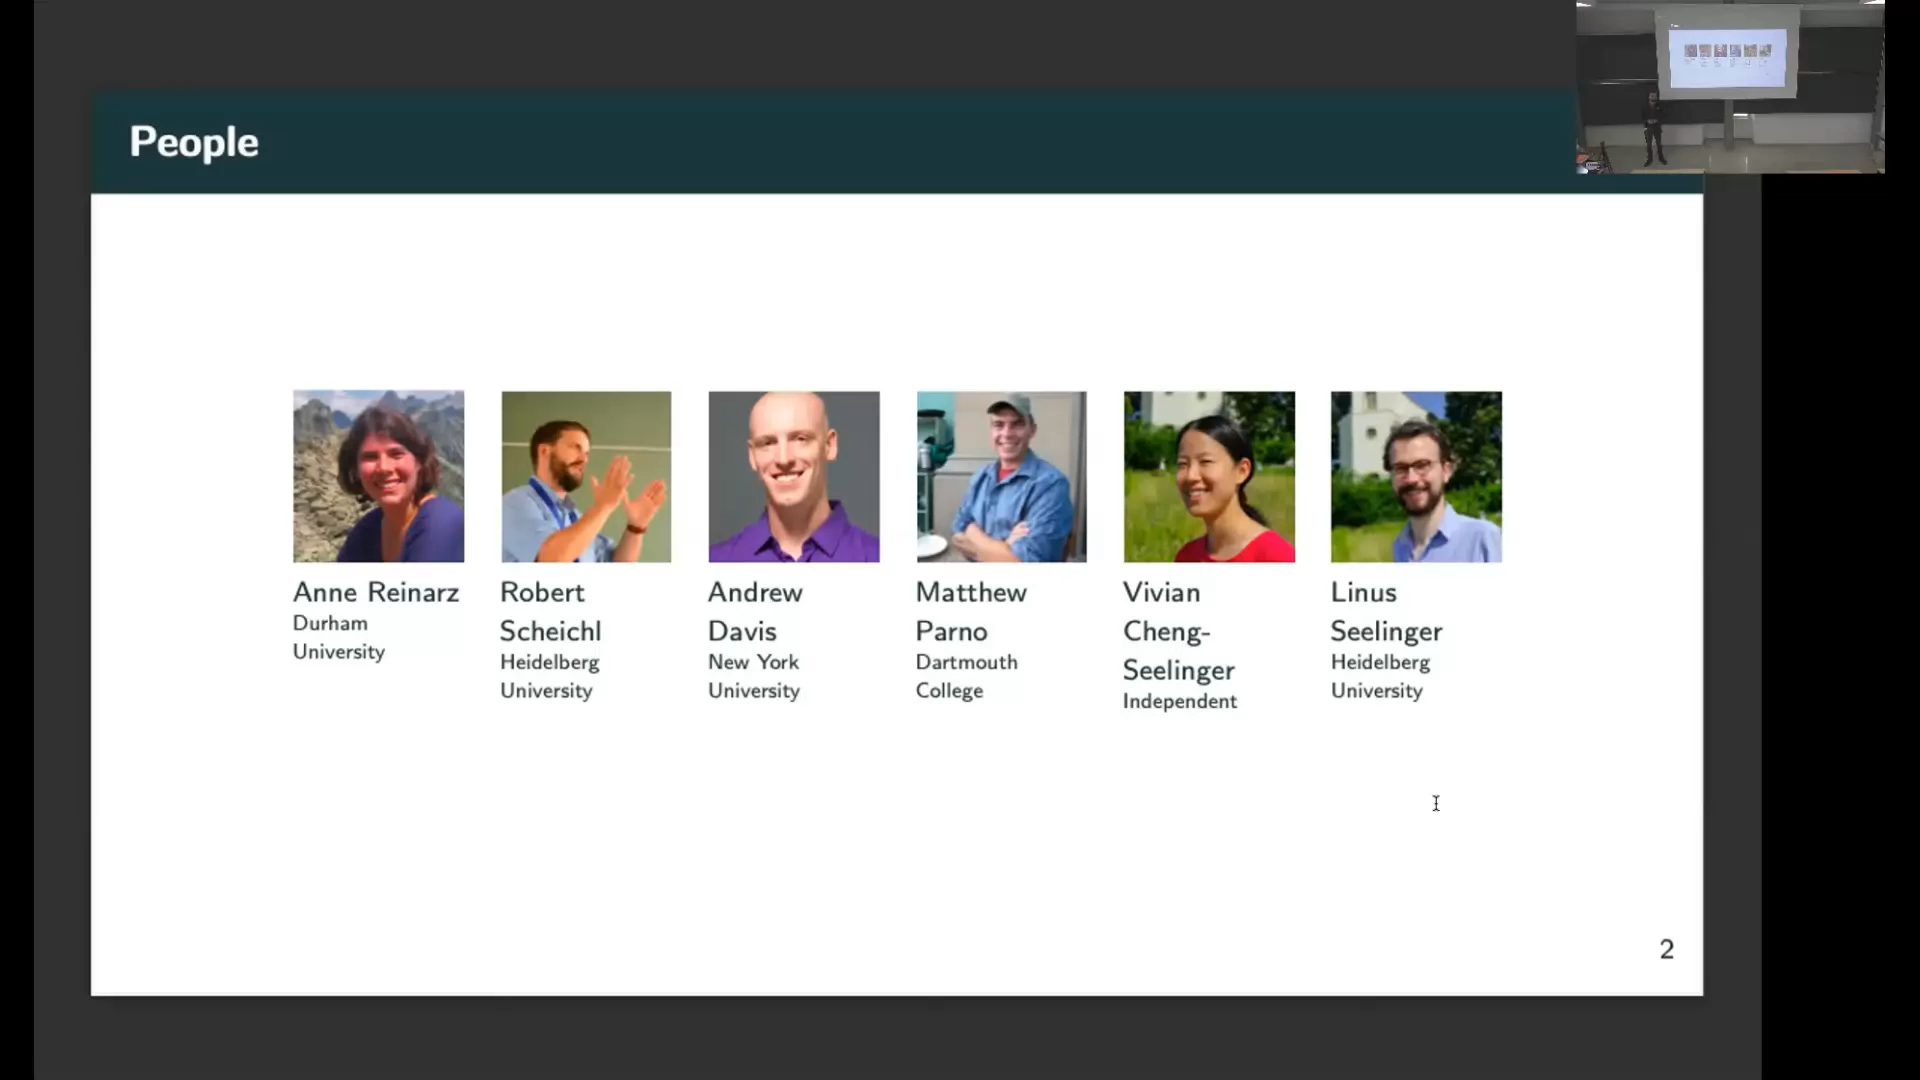 People
Anne Reinarz
Durham
University
Robert
Scheichl
Heidelberg
University
Andrew
Davis
New York
University
Matthew
Parno
Dartmouth
College
Vivian
Cheng-
Seelinger
Independent
Linus
Seelinger
Heidelberg
University
2